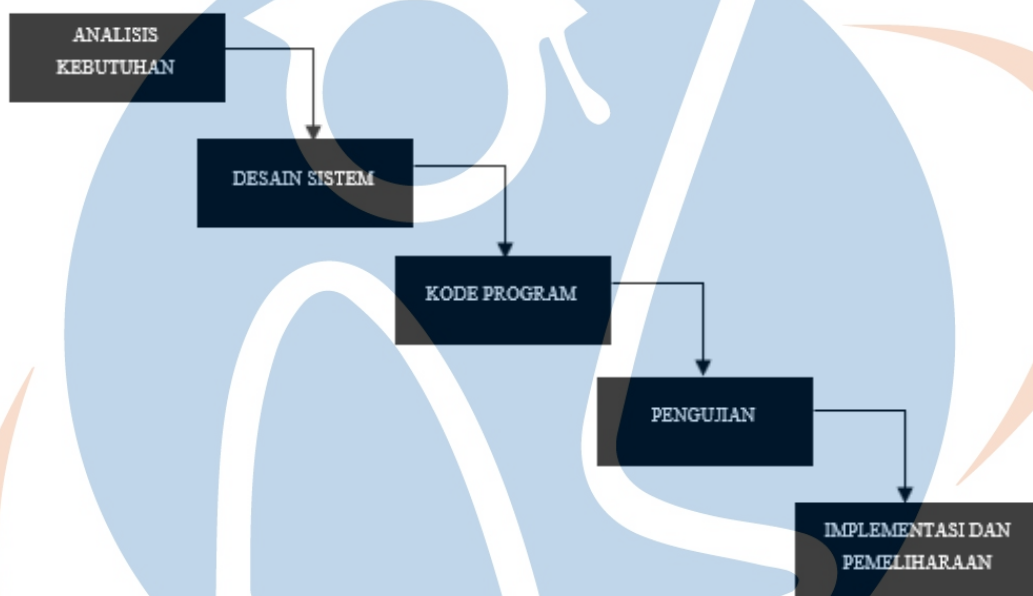 ANALISIS
KEBUTUHAN
DESAIN SISTEM
KODE PROGRAM
PENGUJIAN
IMPLEMENTASI DAN
PEMELIHARAAN